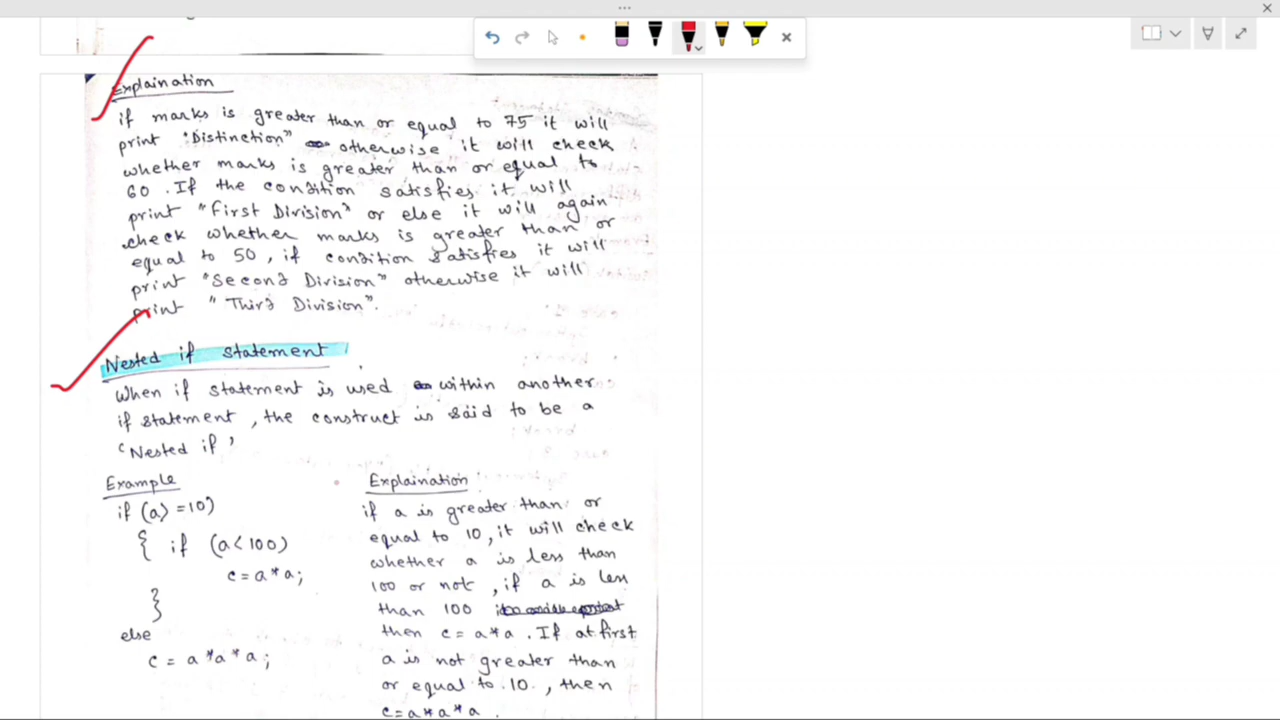 Explaination
if marks is greater than or equal to 75 it will
print "Distinction" otherwise it will check
whether marks is greater than or equal to
60. If the condition satisfies it will
print "First Division" or else it will again
check whether marks is greater than or
equal to 50, if condition satisfies it will
print "Second Division" otherwise it will
print "Third Division".
Nested if statement
When if statement is used within another
if statement, the construct is said to be a
'Nested if'
Example
if (a>=10)
{ if (a<100)
c=a*a;
}
else
c = a*a*a;
Explaination
if a is greater than or
equal to 10, it will check
whether a is less than
100 or not, if a is less
than 100
then c= a*a. If at first
a is not greater than
or equal to 10., then
c=a*a*a.